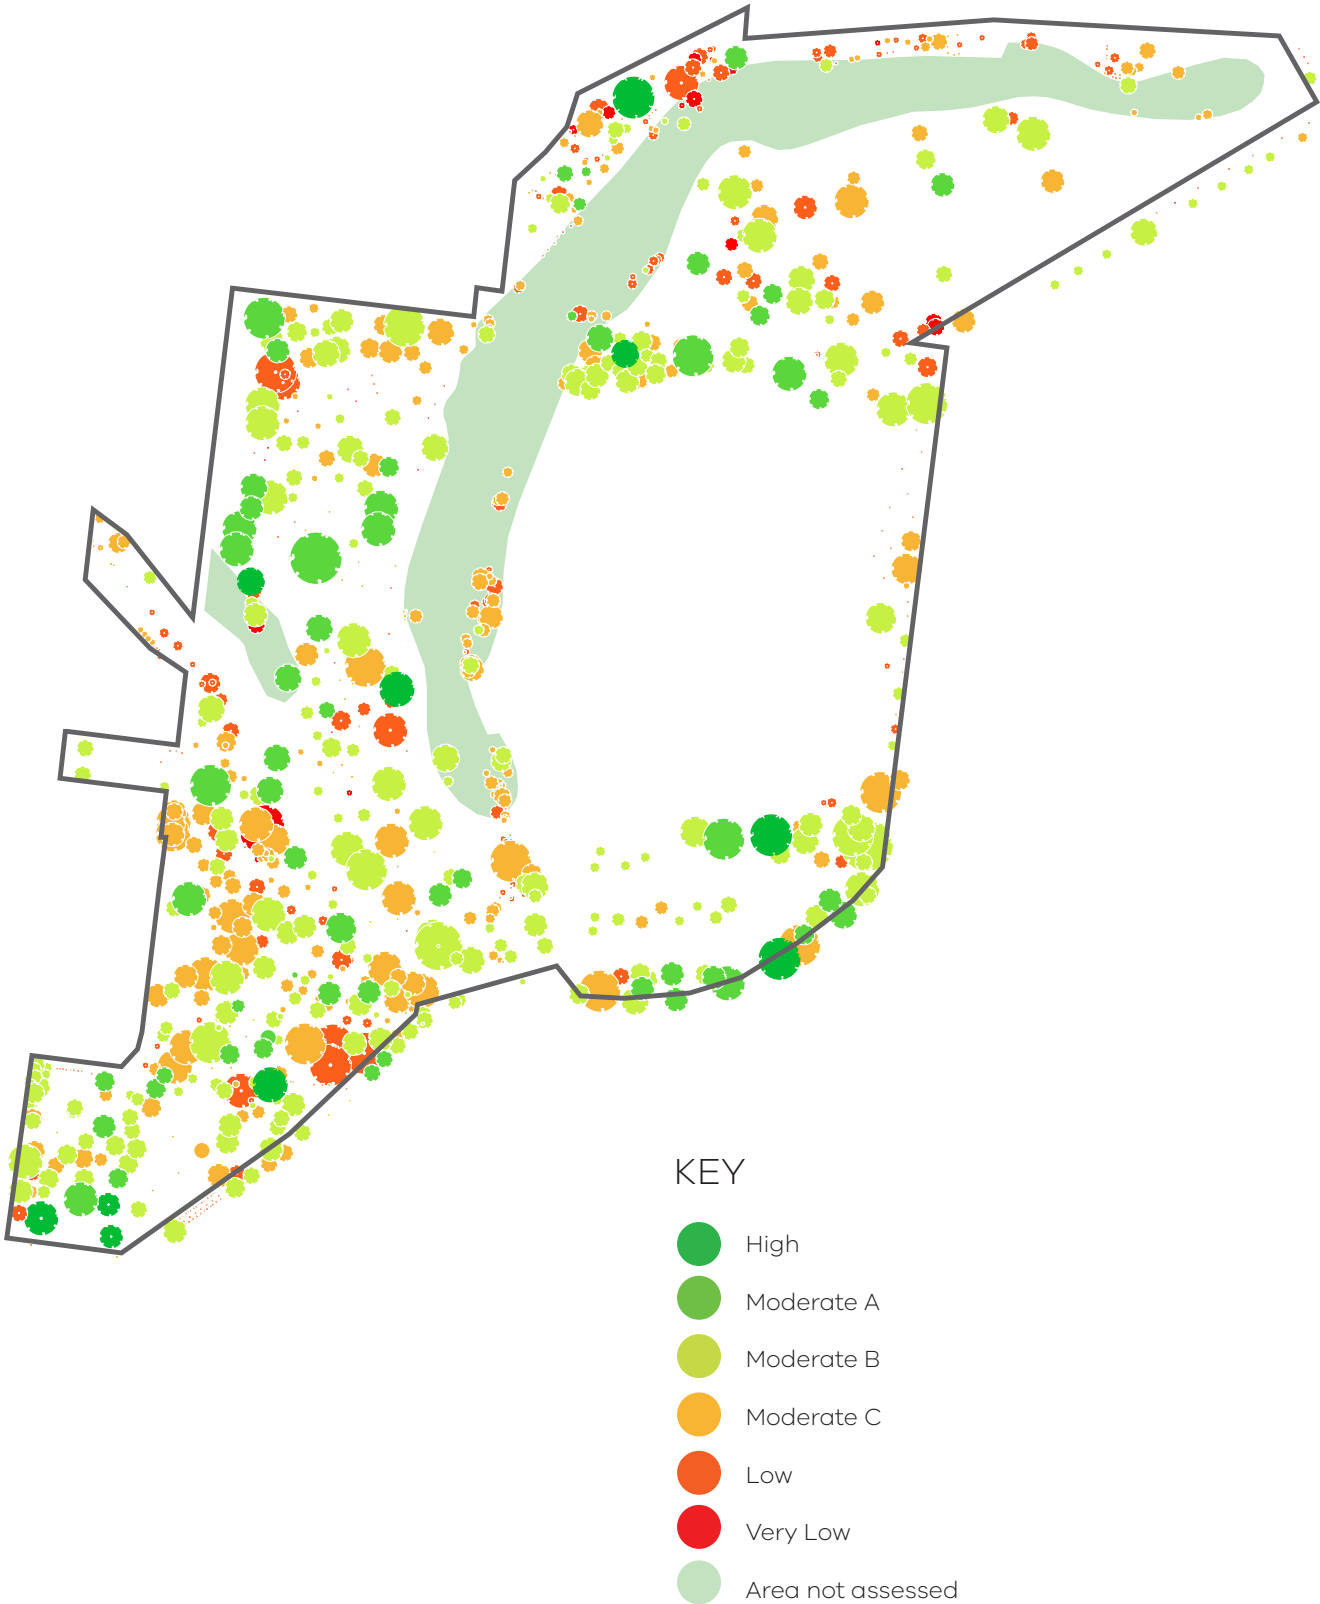 KEY
High
Moderate A
Moderate B
Moderate C
Low
Very Low
Area not assessed